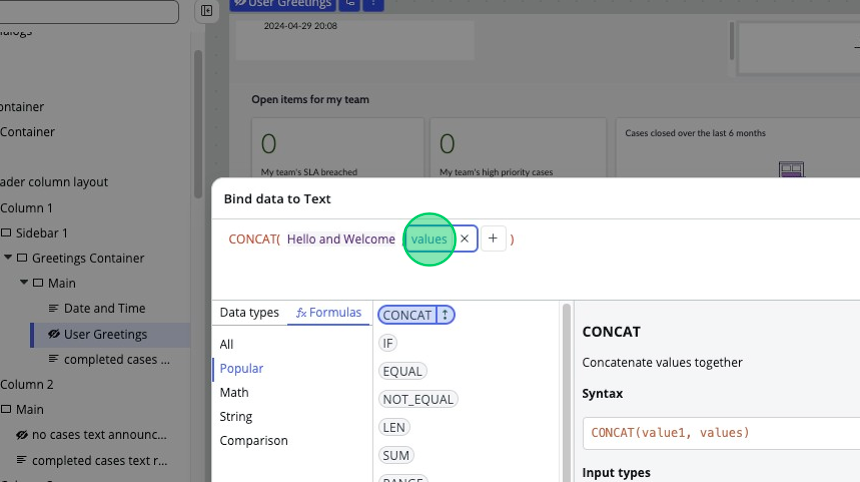 User Greetings
2024-04-29 20:08
ontainer
Container
ader column layout
Column 1
Sidebar 1
Greetings Container
Main
Date and Time
User Greetings
completed cases ...
Column 2
Main
no cases text announc...
completed cases text r...
Open items for my team
0
My team's SLA breached
0
My team's high priority cases
Cases closed over the last 6 months
Bind data to Text
CONCAT( Hello and Welcome , values × + )
Data types
fx Formulas
All
Popular
Math
String
Comparison
CONCAT
IF
EQUAL
NOT_EQUAL
LEN
SUM
CONCAT
Concatenate values together
Syntax
CONCAT(value1, values)
Input types